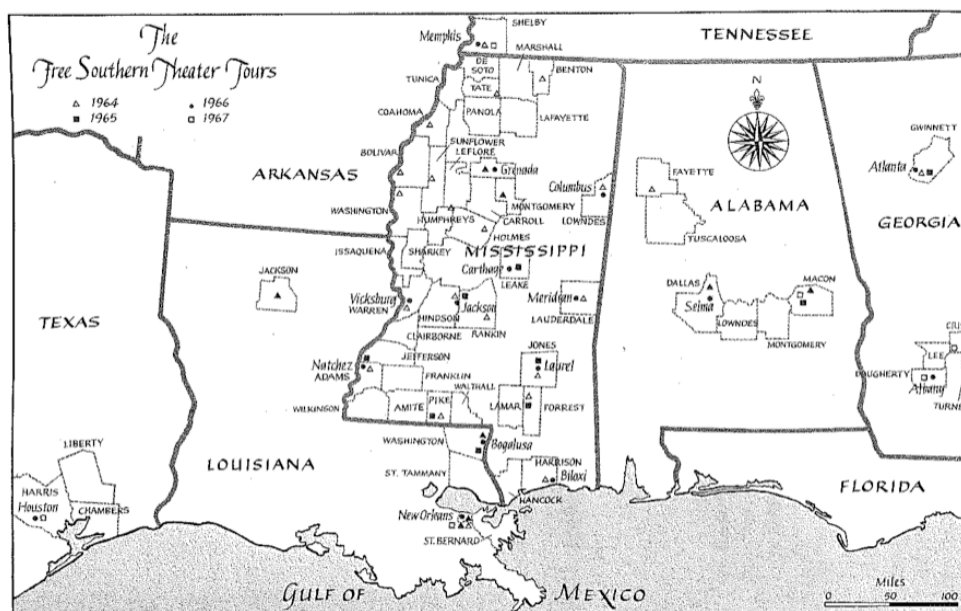 The
Free Southern Theater Tours
1964
1966
1965
1967
SHELBY
Memphis
TENNESSEE
MARSHALL
DE
SOTO
BENTON
TUNICA
TATE
COAHOMA
PANOLA
LAFAYETTE
GWINNETT
SUNFLOWER
LEFLORE
BOLIVAR
ARKANSAS
Grenada
Columbus
FAYETTE
Atlanta
MONTGOMERY
ALABAMA
WASHINGTON
HUMPHREYS
CARROLL
LOWNDES
GEORGIA
HOLMES
TUSCALOOSA
ISSAQUENA
SHARKEY
MISSISSIPPI
JACKSON
Carthage
LEAKE
DALLAS
MACON
Vicksburg
WARREN
Jackson
Meridian
Selma
TEXAS
HINDSON
RANKIN
LAUDERDALE
LOWNDES
CLAIRBORNE
MONTGOMERY
JEFFERSON
JONES
CRIS
Natchez
ADAMS
FRANKLIN
WALTHALL
Laurel
LEE
DOUGHERTY
Albany
WILKINSON
AMITE
PIKE
LAMAR
FORREST
TURNE
WASHINGTON
Bogalusa
LIBERTY
LOUISIANA
ST. TAMMANY
HARRISON
Biloxi
HARRIS
HANCOCK
FLORIDA
Houston
CHAMBERS
New Orleans
ST. BERNARD
N
GULF OF MEXICO
Miles
0 50 100